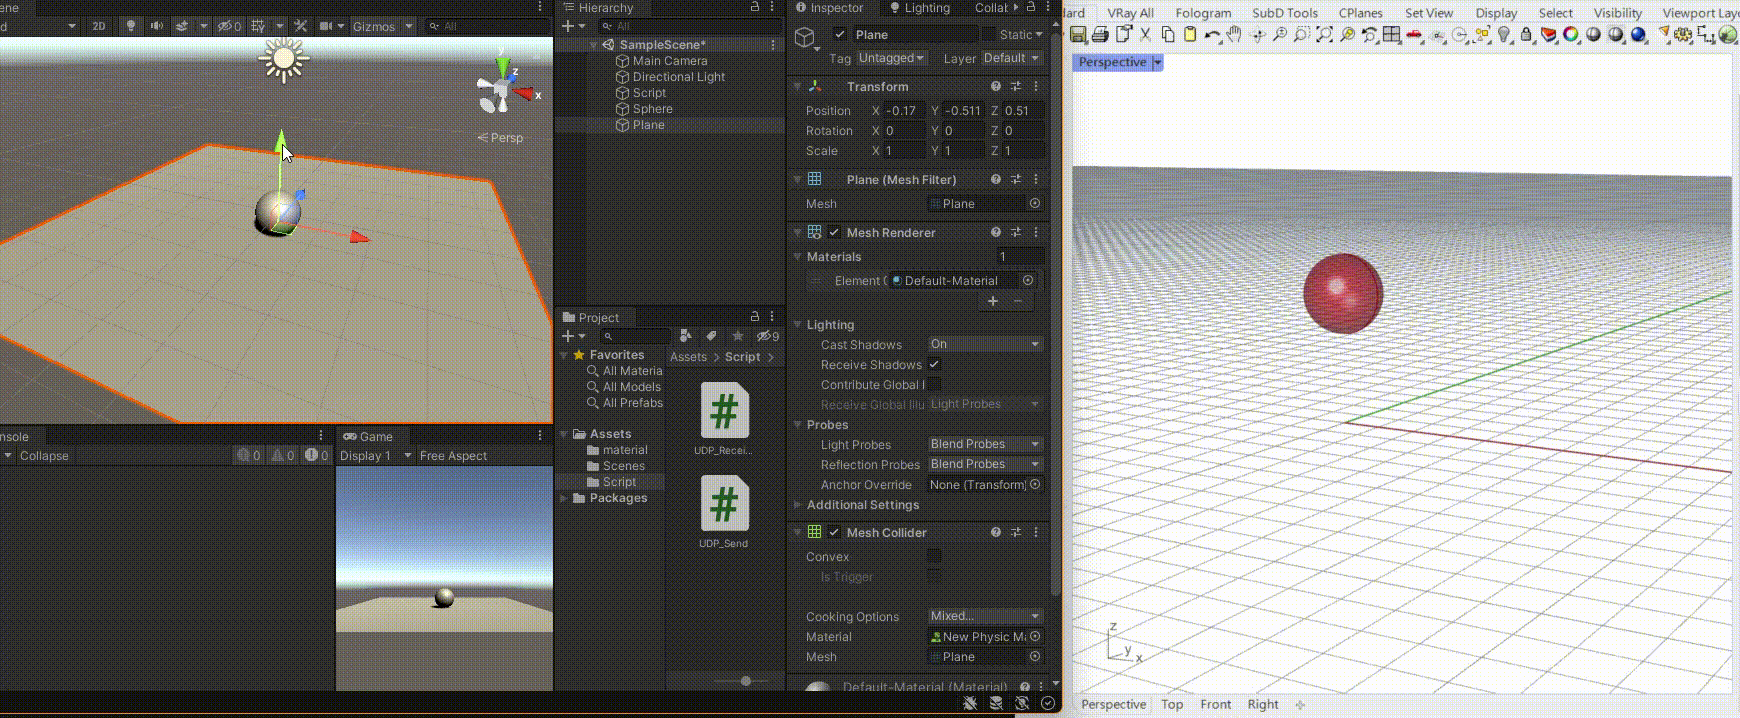 ene
Hierarchy
Inspector
Lighting
Collab
dard
VRay All
Fologram
SubD Tools
CPlanes
Set View
Display
Select
Visibility
Viewport Lay
d
2D
0
Gizmos
All
All
Plane
Static
Tag
Untagged
Layer
Default
SampleScene*
Main Camera
Directional Light
Script
Sphere
Plane
Perspective
y
z
x
Persp
Transform
Position
X
-0.17
Y
-0.511
Z
0.51
Rotation
X
0
Y
0
Z
0
Scale
X
1
Y
1
Z
1
Plane (Mesh Filter)
Mesh
Plane
Mesh Renderer
Materials
1
Element
Default-Material
Lighting
Cast Shadows
On
Receive Shadows
Contribute Global I
Receive Global Illu
Light Probes
Probes
Light Probes
Blend Probes
Reflection Probes
Blend Probes
Anchor Override
None (Transform)
Additional Settings
Mesh Collider
Convex
Is Trigger
Cooking Options
Mixed...
Material
New Physic Ma
Mesh
Plane
Default-Material (Material)
Project
9
Favorites
All Materia
All Models
All Prefabs
Assets
material
Scenes
Script
Packages
Assets > Script >
#
UDP_Recei...
#
UDP_Send
nsole
Collapse
0
0
0
Game
Display 1
Free Aspect
z
y
x
Perspective
Top
Front
Right